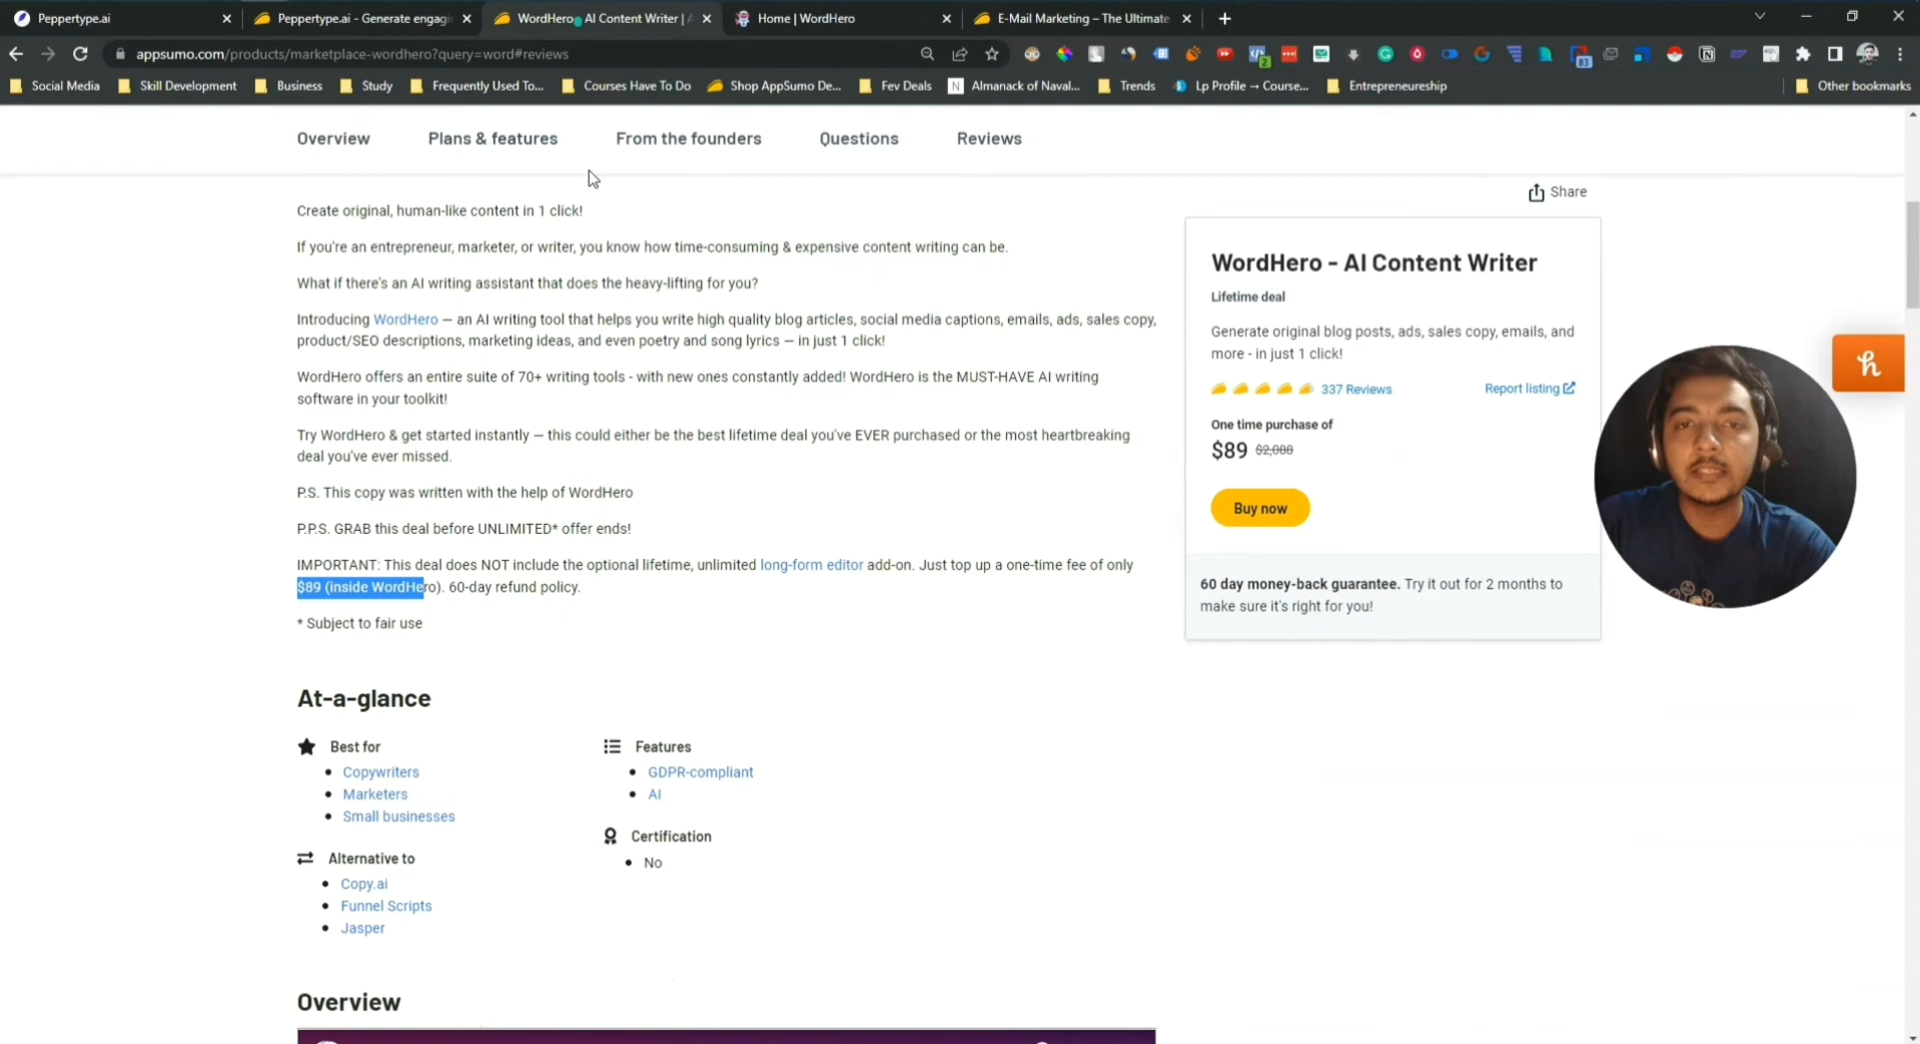 Peppertype.ai
Peppertype.ai - Generate engagi
WordHero AI Content Writer |
Home | WordHero
E-Mail Marketing – The Ultimate
appsumo.com/products/marketplace-wordhero?query=word#reviews
2
83
Social Media
Skill Development
Business
Study
Frequently Used To...
Courses Have To Do
Shop AppSumo De...
Fev Deals
Almanack of Naval...
Trends
Lp Profile → Course...
Entrepreneureship
Other bookmarks
Overview
Plans & features
From the founders
Questions
Reviews
Share
Create original, human-like content in 1 click!
If you're an entrepreneur, marketer, or writer, you know how time-consuming & expensive content writing can be.
What if there's an AI writing assistant that does the heavy-lifting for you?
Introducing WordHero — an AI writing tool that helps you write high quality blog articles, social media captions, emails, ads, sales copy,
product/SEO descriptions, marketing ideas, and even poetry and song lyrics — in just 1 click!
WordHero offers an entire suite of 70+ writing tools - with new ones constantly added! WordHero is the MUST-HAVE AI writing
software in your toolkit!
Try WordHero & get started instantly — this could either be the best lifetime deal you've EVER purchased or the most heartbreaking
deal you've ever missed.
P.S. This copy was written with the help of WordHero
P.P.S. GRAB this deal before UNLIMITED* offer ends!
IMPORTANT: This deal does NOT include the optional lifetime, unlimited long-form editor add-on. Just top up a one-time fee of only
$89 (inside WordHero). 60-day refund policy.
* Subject to fair use
WordHero - AI Content Writer
Lifetime deal
Generate original blog posts, ads, sales copy, emails, and
more - in just 1 click!
337 Reviews
Report listing
One time purchase of
$89 $2,000
Buy now
60 day money-back guarantee. Try it out for 2 months to
make sure it's right for you!
At-a-glance
Best for
Copywriters
Marketers
Small businesses
Alternative to
Copy.ai
Funnel Scripts
Jasper
Features
GDPR-compliant
AI
Certification
No
Overview